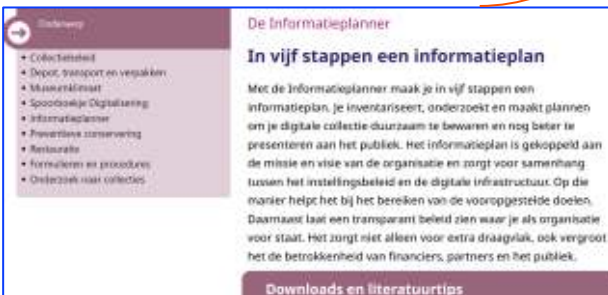 Onderwerp
• Collectiebeleid
• Depot, transport en verpakken
• Museumklimaat
• Spoorboekje Digitalisering
• Informatieplanner
• Preventieve conservering
• Restauratie
• Formulieren en procedures
• Onderzoek naar collecties
De Informatieplanner
In vijf stappen een informatieplan
Met de Informatieplanner maak je in vijf stappen een
informatieplan. Je inventariseert, onderzoekt en maakt plannen
om je digitale collectie duurzaam te bewaren en nog beter te
presenteren aan het publiek. Het informatieplan is gekoppeld aan
de missie en visie van de organisatie en zorgt voor samenhang
tussen het instellingsbeleid en de digitale infrastructuur. Op die
manier helpt het bij het bereiken van de vooropgestelde doelen.
Daarnaast laat een transparant beleid zien waar je als organisatie
voor staat. Het zorgt niet alleen voor extra draagvlak, ook vergroot
het de betrokkenheid van financiers, partners en het publiek.
Downloads en literatuurtips